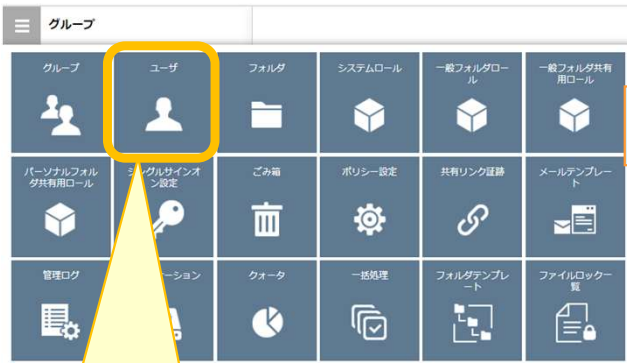 グループ
グループ
ユーザ
フォルダ
システムロール
一般フォルダロー
ル
一般フォルダ共有
用ロール
パーソナルフォル
ダ共有用ロール
シングルサインオ
ン設定
ごみ箱
ポリシー設定
共有リンク証跡
メールテンプレー
ト
管理ログ
ーション
クォータ
一括処理
フォルダテンプレ
ート
ファイルロック一
覧